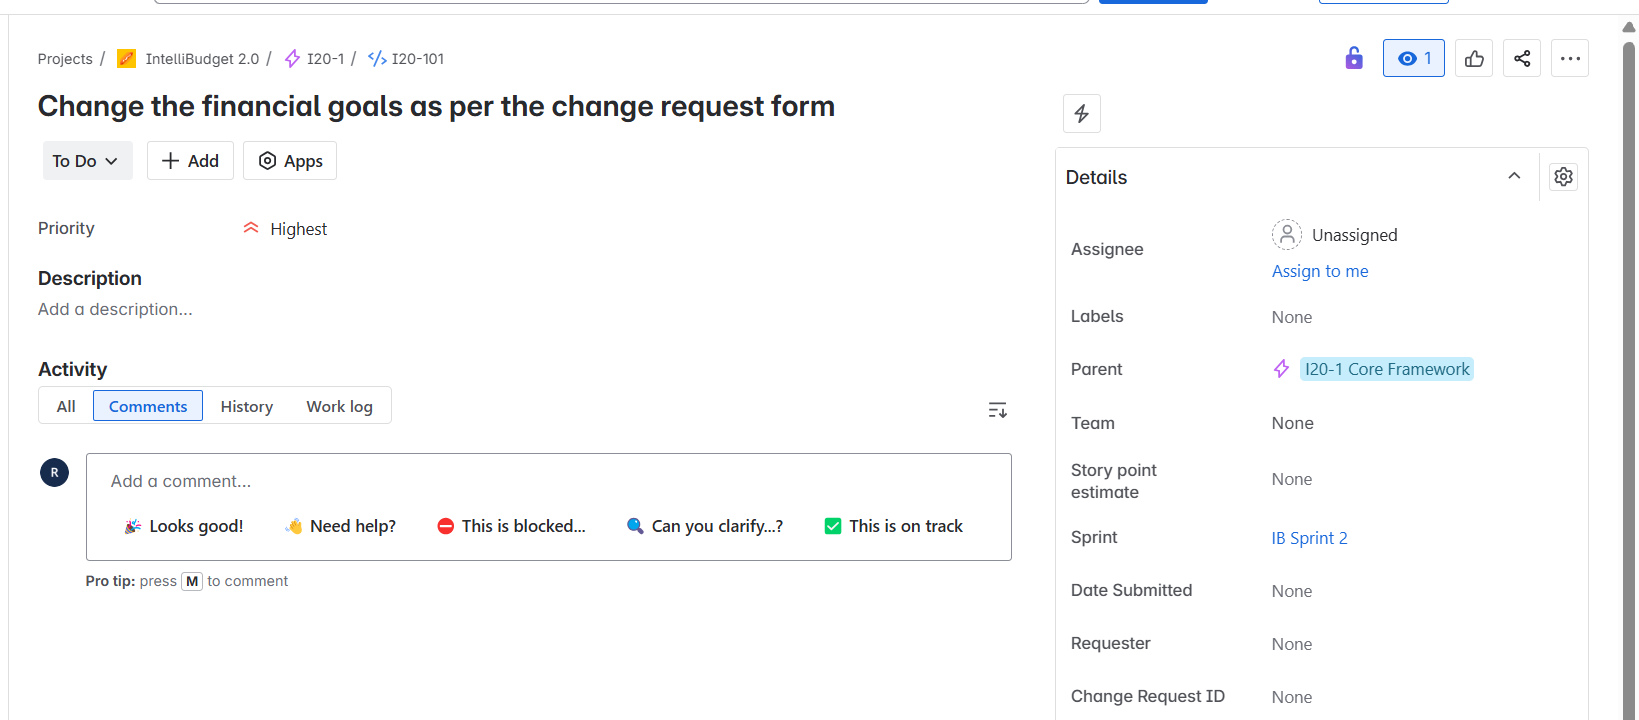 Projects / IntelliBudget 2.0 / I20-1 / I20-101
1
Change the financial goals as per the change request form
To Do
Add
Apps
Priority
Highest
Description
Add a description...
Activity
All
Comments
History
Work log
R
Add a comment...
Looks good!
Need help?
This is blocked...
Can you clarify...?
This is on track
Pro tip: press M to comment
Details
Assignee
Unassigned
Assign to me
Labels
None
Parent
I20-1 Core Framework
Team
None
Story point
estimate
None
Sprint
IB Sprint 2
Date Submitted
None
Requester
None
Change Request ID
None